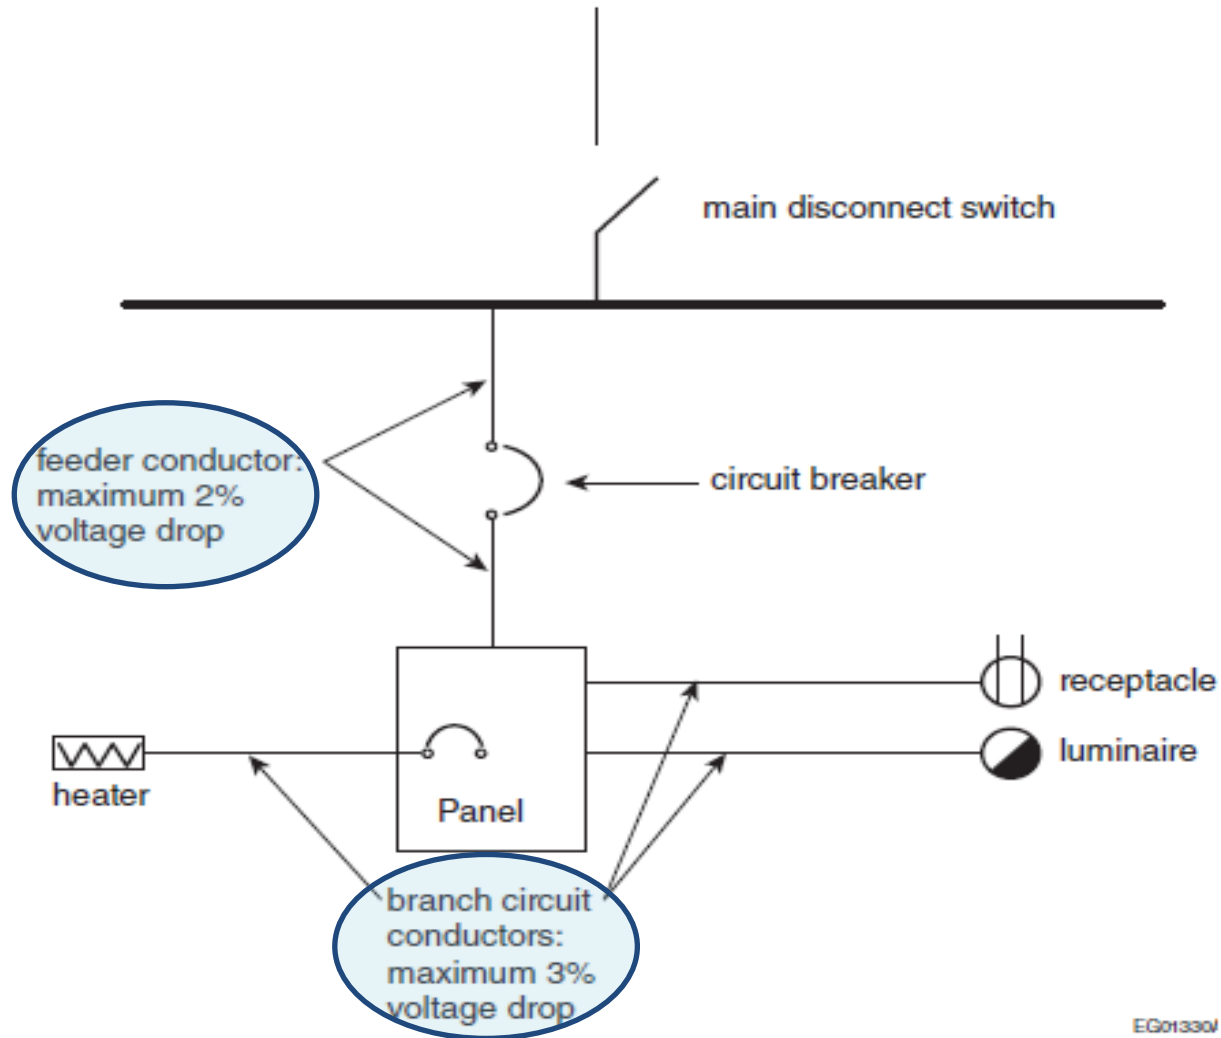 main disconnect switch
feeder conductor:
maximum 2%
voltage drop
circuit breaker
receptacle
luminaire
heater
Panel
branch circuit
conductors:
maximum 3%
voltage drop
EG01330J